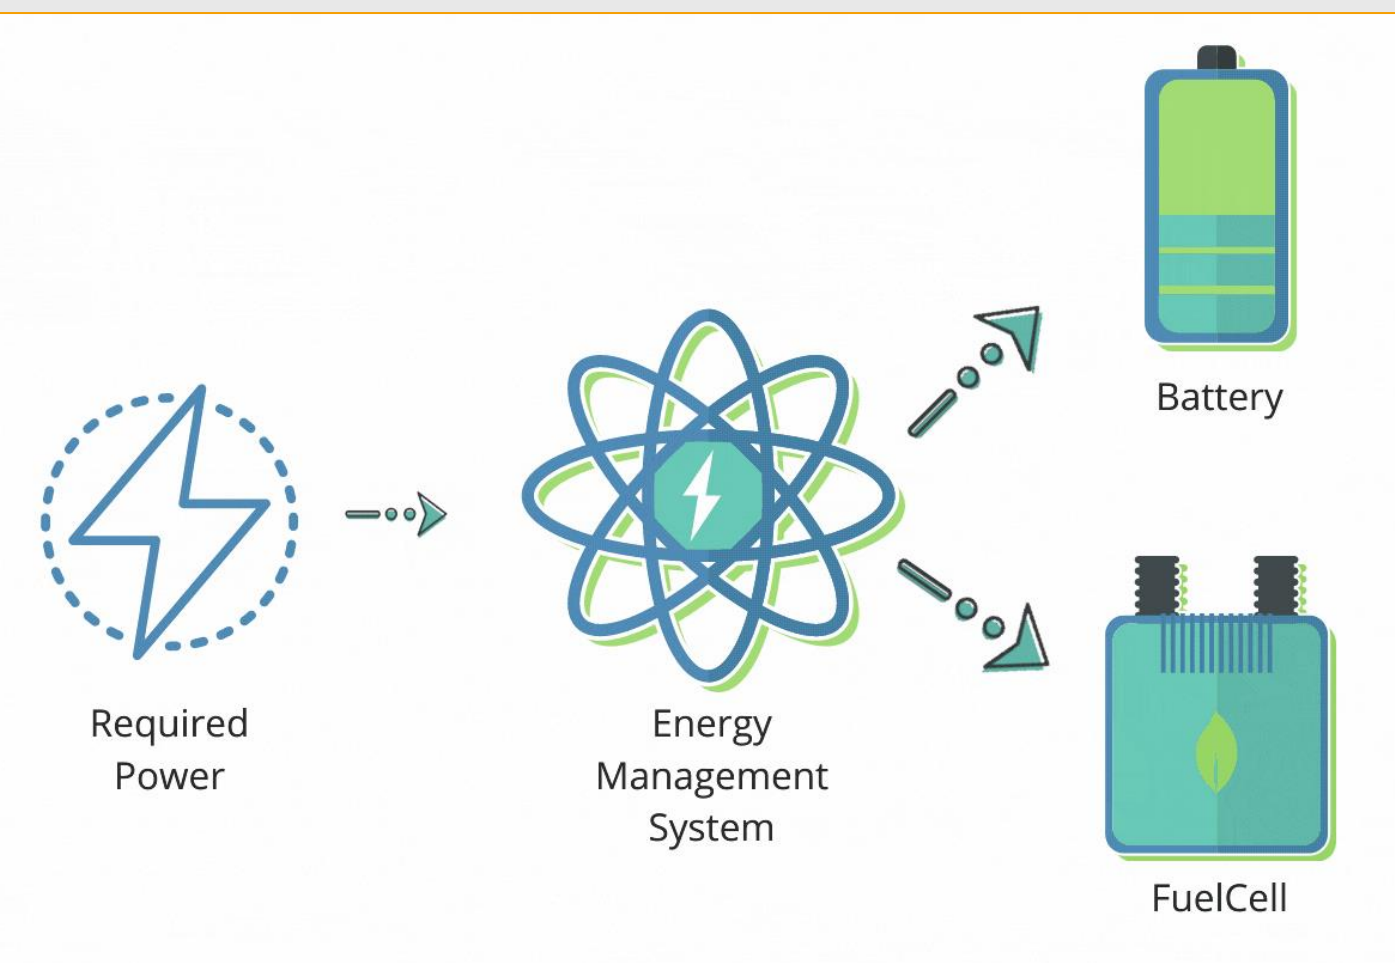 Required
Power
Energy
Management
System
Battery
FuelCell